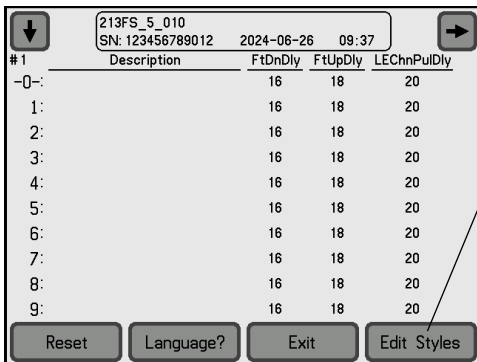 213FS_5_010
SN: 123456789012 2024-06-26 09:37
#1 Description FtDnDly FtUpDly LEChnPulDly
-0-: 16 18 20
1: 16 18 20
2: 16 18 20
3: 16 18 20
4: 16 18 20
5: 16 18 20
6: 16 18 20
7: 16 18 20
8: 16 18 20
9: 16 18 20
Reset Language? Exit Edit Styles